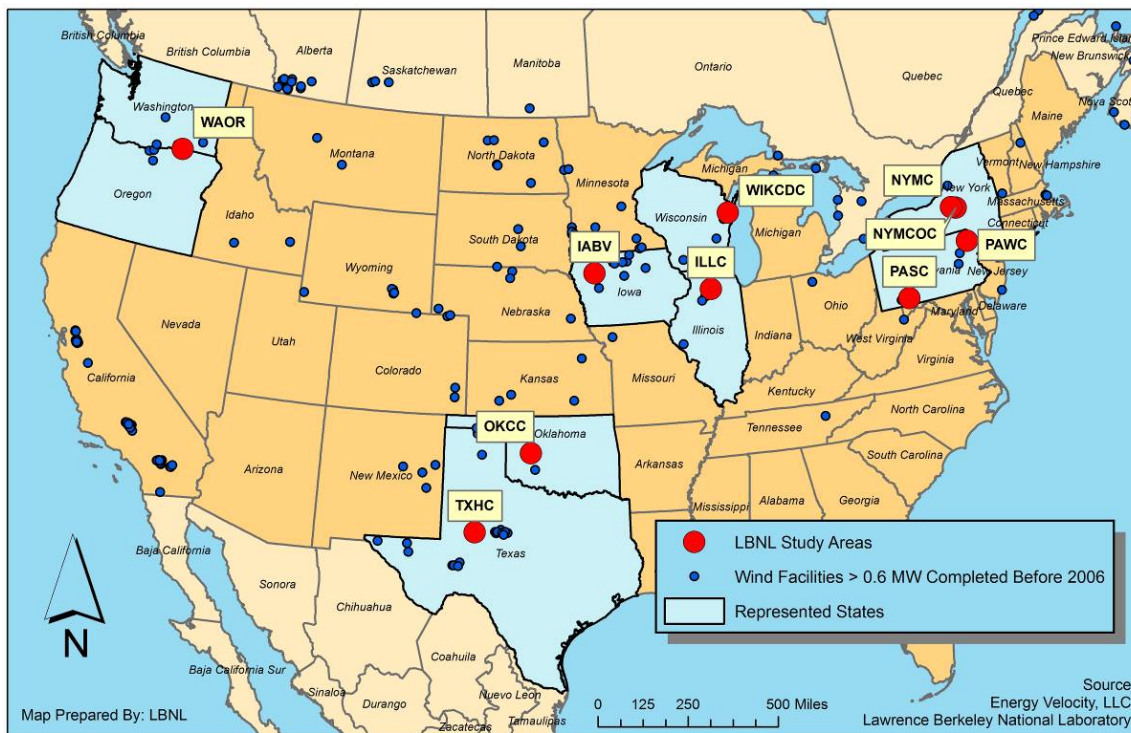 British Columbia
British Columbia
Alberta
Saskatchewan
Manitoba
Ontario
Quebec
Prince Edward Islan
New Brunswick
Quebec
Nova Scot
Maine
Washington
WAOR
Montana
North Dakota
Minnesota
Michigan
WIKCDC
NYMC
New York
Vermont
New Hampshire
Massachusetts
Connecticut
Oregon
Idaho
South Dakota
Wisconsin
Michigan
NYMCOC
PAWC
IABV
ILLC
PASC
vania
New Jersey
Wyoming
Iowa
Nebraska
Illinois
Indiana
Ohio
Delaware
Maryland
West Virginia
Virginia
Nevada
Utah
Colorado
Kansas
Missouri
Kentucky
California
OKCC
Oklahoma
Tennessee
North Carolina
Arizona
New Mexico
Arkansas
South Carolina
TXHC
Texas
Mississippi
Alabama
Georgia
Baja California
Sonora
Chihuahua
Coahuila
LBNL Study Areas
Wind Facilities > 0.6 MW Completed Before 2006
Represented States
N
Baja California Sur
Sinaloa
Durango
Nuevo Leon
Zacatecas
Tamaulipas
0 125 250 500 Miles
Map Prepared By: LBNL
Source
Energy Velocity, LLC
Lawrence Berkeley National Laboratory